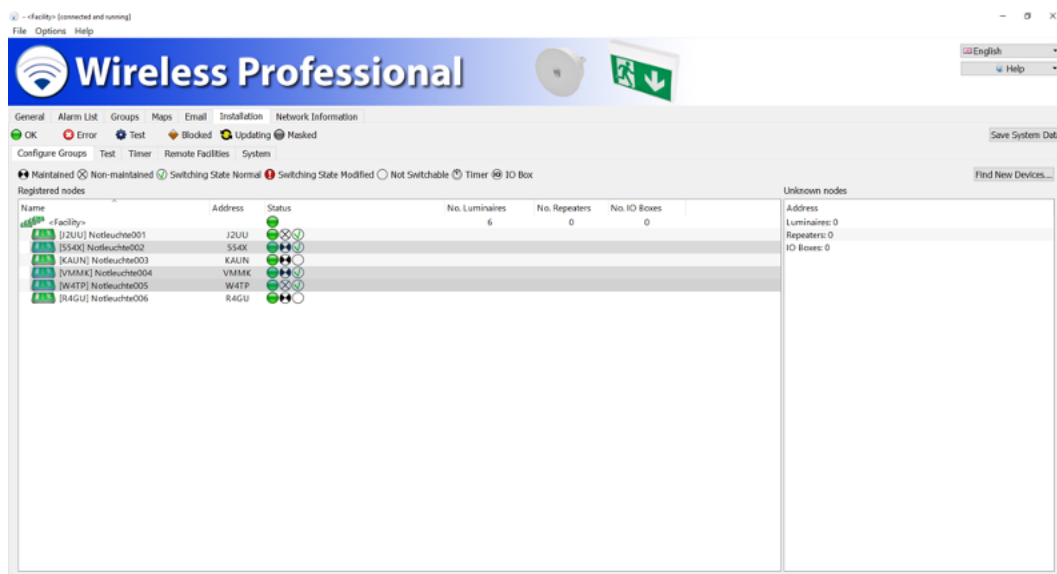 - <Facility> [connected and running]
File Options Help
Wireless Professional
English
Help
General Alarm List Groups Maps Email Installation Network Information
OK Error Test Blocked Updating Masked
Save System Dat
Configure Groups Test Timer Remote Facilities System
Maintained Non-maintained Switching State Normal Switching State Modified Not Switchable Timer IO Box
Find New Devices...
Registered nodes
Unknown nodes
Name Address Status No. Luminaires No. Repeaters No. IO Boxes
Address
<Facility> 6 0 0
Luminaires: 0
[J2UU] Notleuchte001 J2UU
Repeaters: 0
[554X] Notleuchte002 554X
IO Boxes: 0
[KAUN] Notleuchte003 KAUN
[VMMK] Notleuchte004 VMMK
[W4TP] Notleuchte005 W4TP
[R4GU] Notleuchte006 R4GU